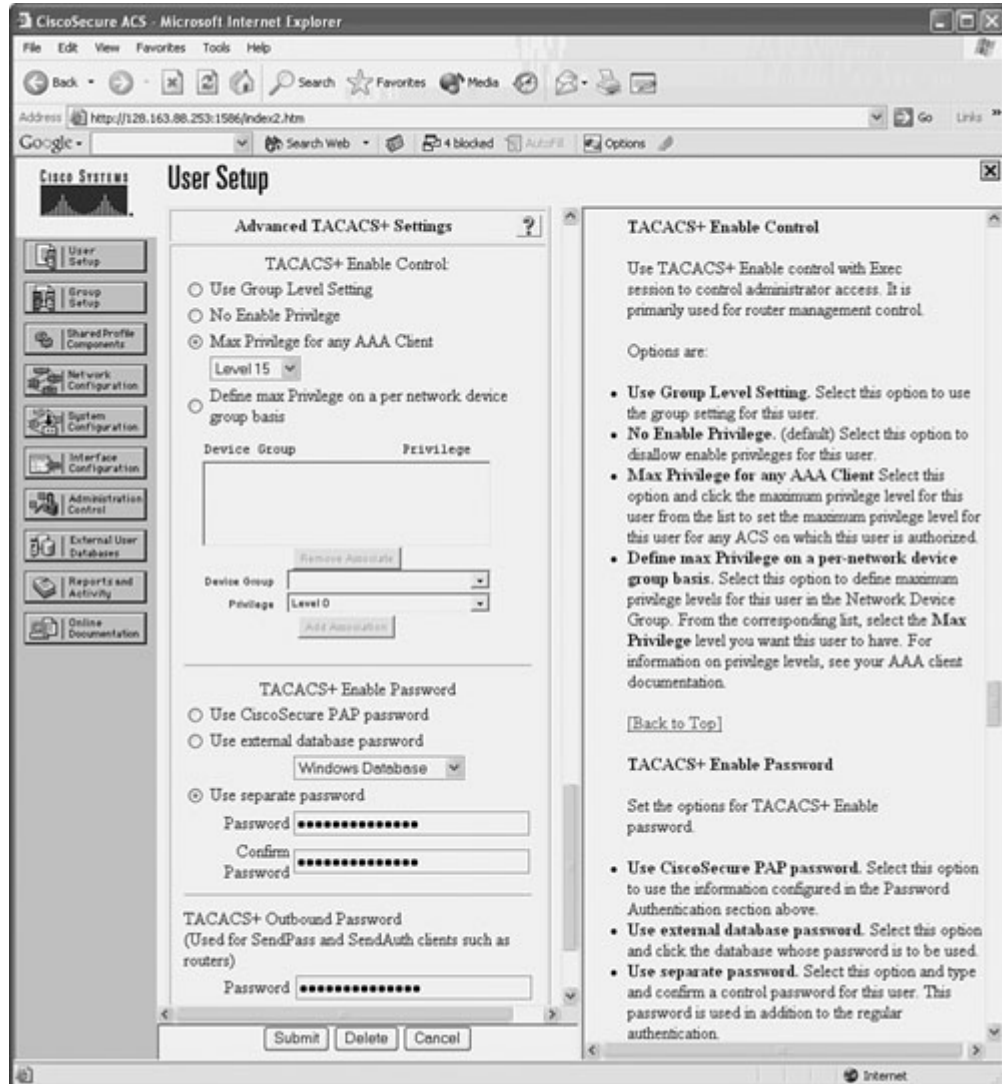 CiscoSecure ACS - Microsoft Internet Explorer
File Edit View Favorites Tools Help
Back Search Favorites Media
Address http://128.163.88.253:1586/index2.htm Go Links »
Google - Search Web 4 blocked AutoFill Options
CISCO SYSTEMS
User Setup
User Setup
Group Setup
Shared Profile Components
Network Configuration
System Configuration
Interface Configuration
Administration Control
External User Databases
Reports and Activity
Online Documentation
Advanced TACACS+ Settings ?
TACACS+ Enable Control:
Use Group Level Setting
No Enable Privilege
Max Privilege for any AAA Client
Level 15
Define max Privilege on a per network device
group basis
Device Group Privilege
Remove Associate
Device Group
Privilege Level 0
Add Association
TACACS+ Enable Password
Use CiscoSecure PAP password
Use external database password
Windows Database
Use separate password
Password ••••••••••••••
Confirm
Password ••••••••••••••
TACACS+ Outbound Password
(Used for SendPass and SendAuth clients such as
routers)
Password ••••••••••••••
Submit Delete Cancel
TACACS+ Enable Control
Use TACACS+ Enable control with Exec
session to control administrator access. It is
primarily used for router management control.
Options are:
• Use Group Level Setting. Select this option to use
the group setting for this user.
• No Enable Privilege. (default) Select this option to
disallow enable privileges for this user.
• Max Privilege for any AAA Client Select this
option and click the maximum privilege level for this
user from the list to set the maximum privilege level for
this user for any ACS on which this user is authorized.
• Define max Privilege on a per-network device
group basis. Select this option to define maximum
privilege levels for this user in the Network Device
Group. From the corresponding list, select the Max
Privilege level you want this user to have. For
information on privilege levels, see your AAA client
documentation.
[Back to Top]
TACACS+ Enable Password
Set the options for TACACS+ Enable
password.
• Use CiscoSecure PAP password. Select this option
to use the information configured in the Password
Authentication section above.
• Use external database password. Select this option
and click the database whose password is to be used.
• Use separate password. Select this option and type
and confirm a control password for this user. This
password is used in addition to the regular
authentication.
Internet